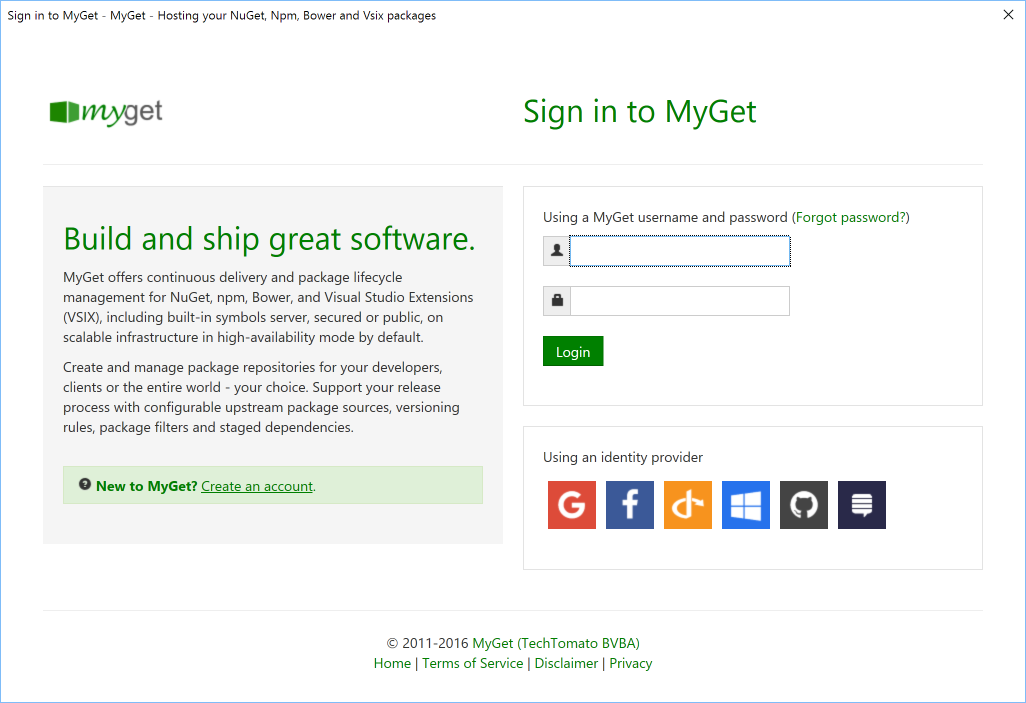 Sign in to MyGet - MyGet - Hosting your NuGet, Npm, Bower and Vsix packages
myget
Sign in to MyGet
Build and ship great software.
MyGet offers continuous delivery and package lifecycle
management for NuGet, npm, Bower, and Visual Studio Extensions
(VSIX), including built-in symbols server, secured or public, on
scalable infrastructure in high-availability mode by default.
Create and manage package repositories for your developers,
clients or the entire world - your choice. Support your release
process with configurable upstream package sources, versioning
rules, package filters and staged dependencies.
New to MyGet? Create an account.
Using a MyGet username and password (Forgot password?)
Login
Using an identity provider
© 2011-2016 MyGet (TechTomato BVBA)
Home | Terms of Service | Disclaimer | Privacy